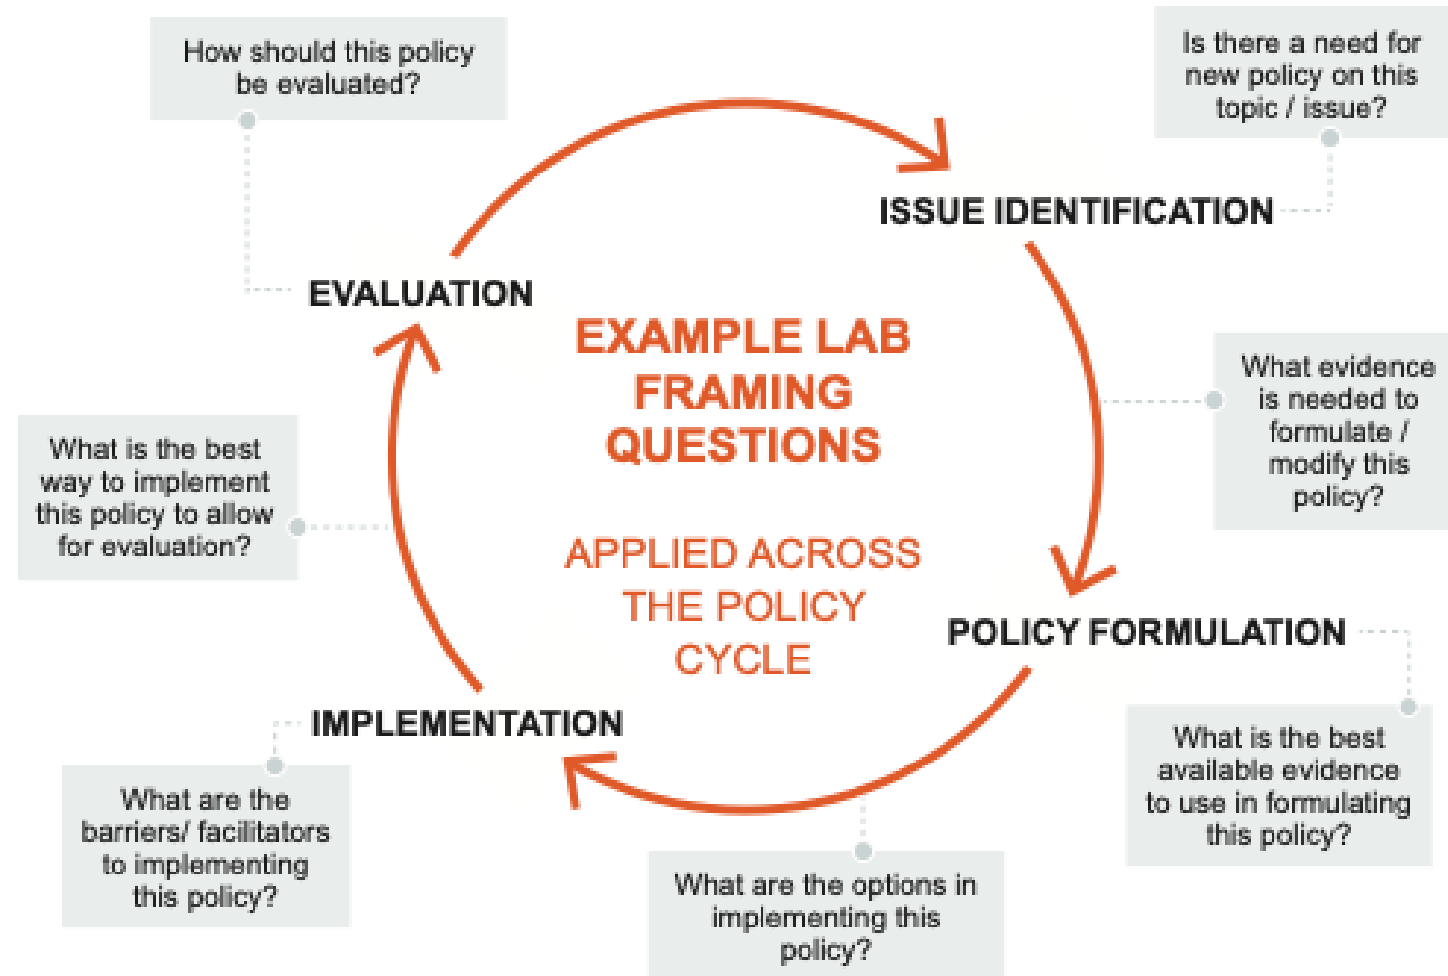 How should this policy
be evaluated?
Is there a need for
new policy on this
topic / issue?
ISSUE IDENTIFICATION
EVALUATION
EXAMPLE LAB
FRAMING
QUESTIONS
APPLIED ACROSS
THE POLICY
CYCLE
What evidence
is needed to
formulate /
modify this
policy?
What is the best
way to implement
this policy to allow
for evaluation?
POLICY FORMULATION
IMPLEMENTATION
What is the best
available evidence
to use in formulating
this policy?
What are the
barriers/ facilitators
to implementing
this policy?
What are the options in
implementing this
policy?